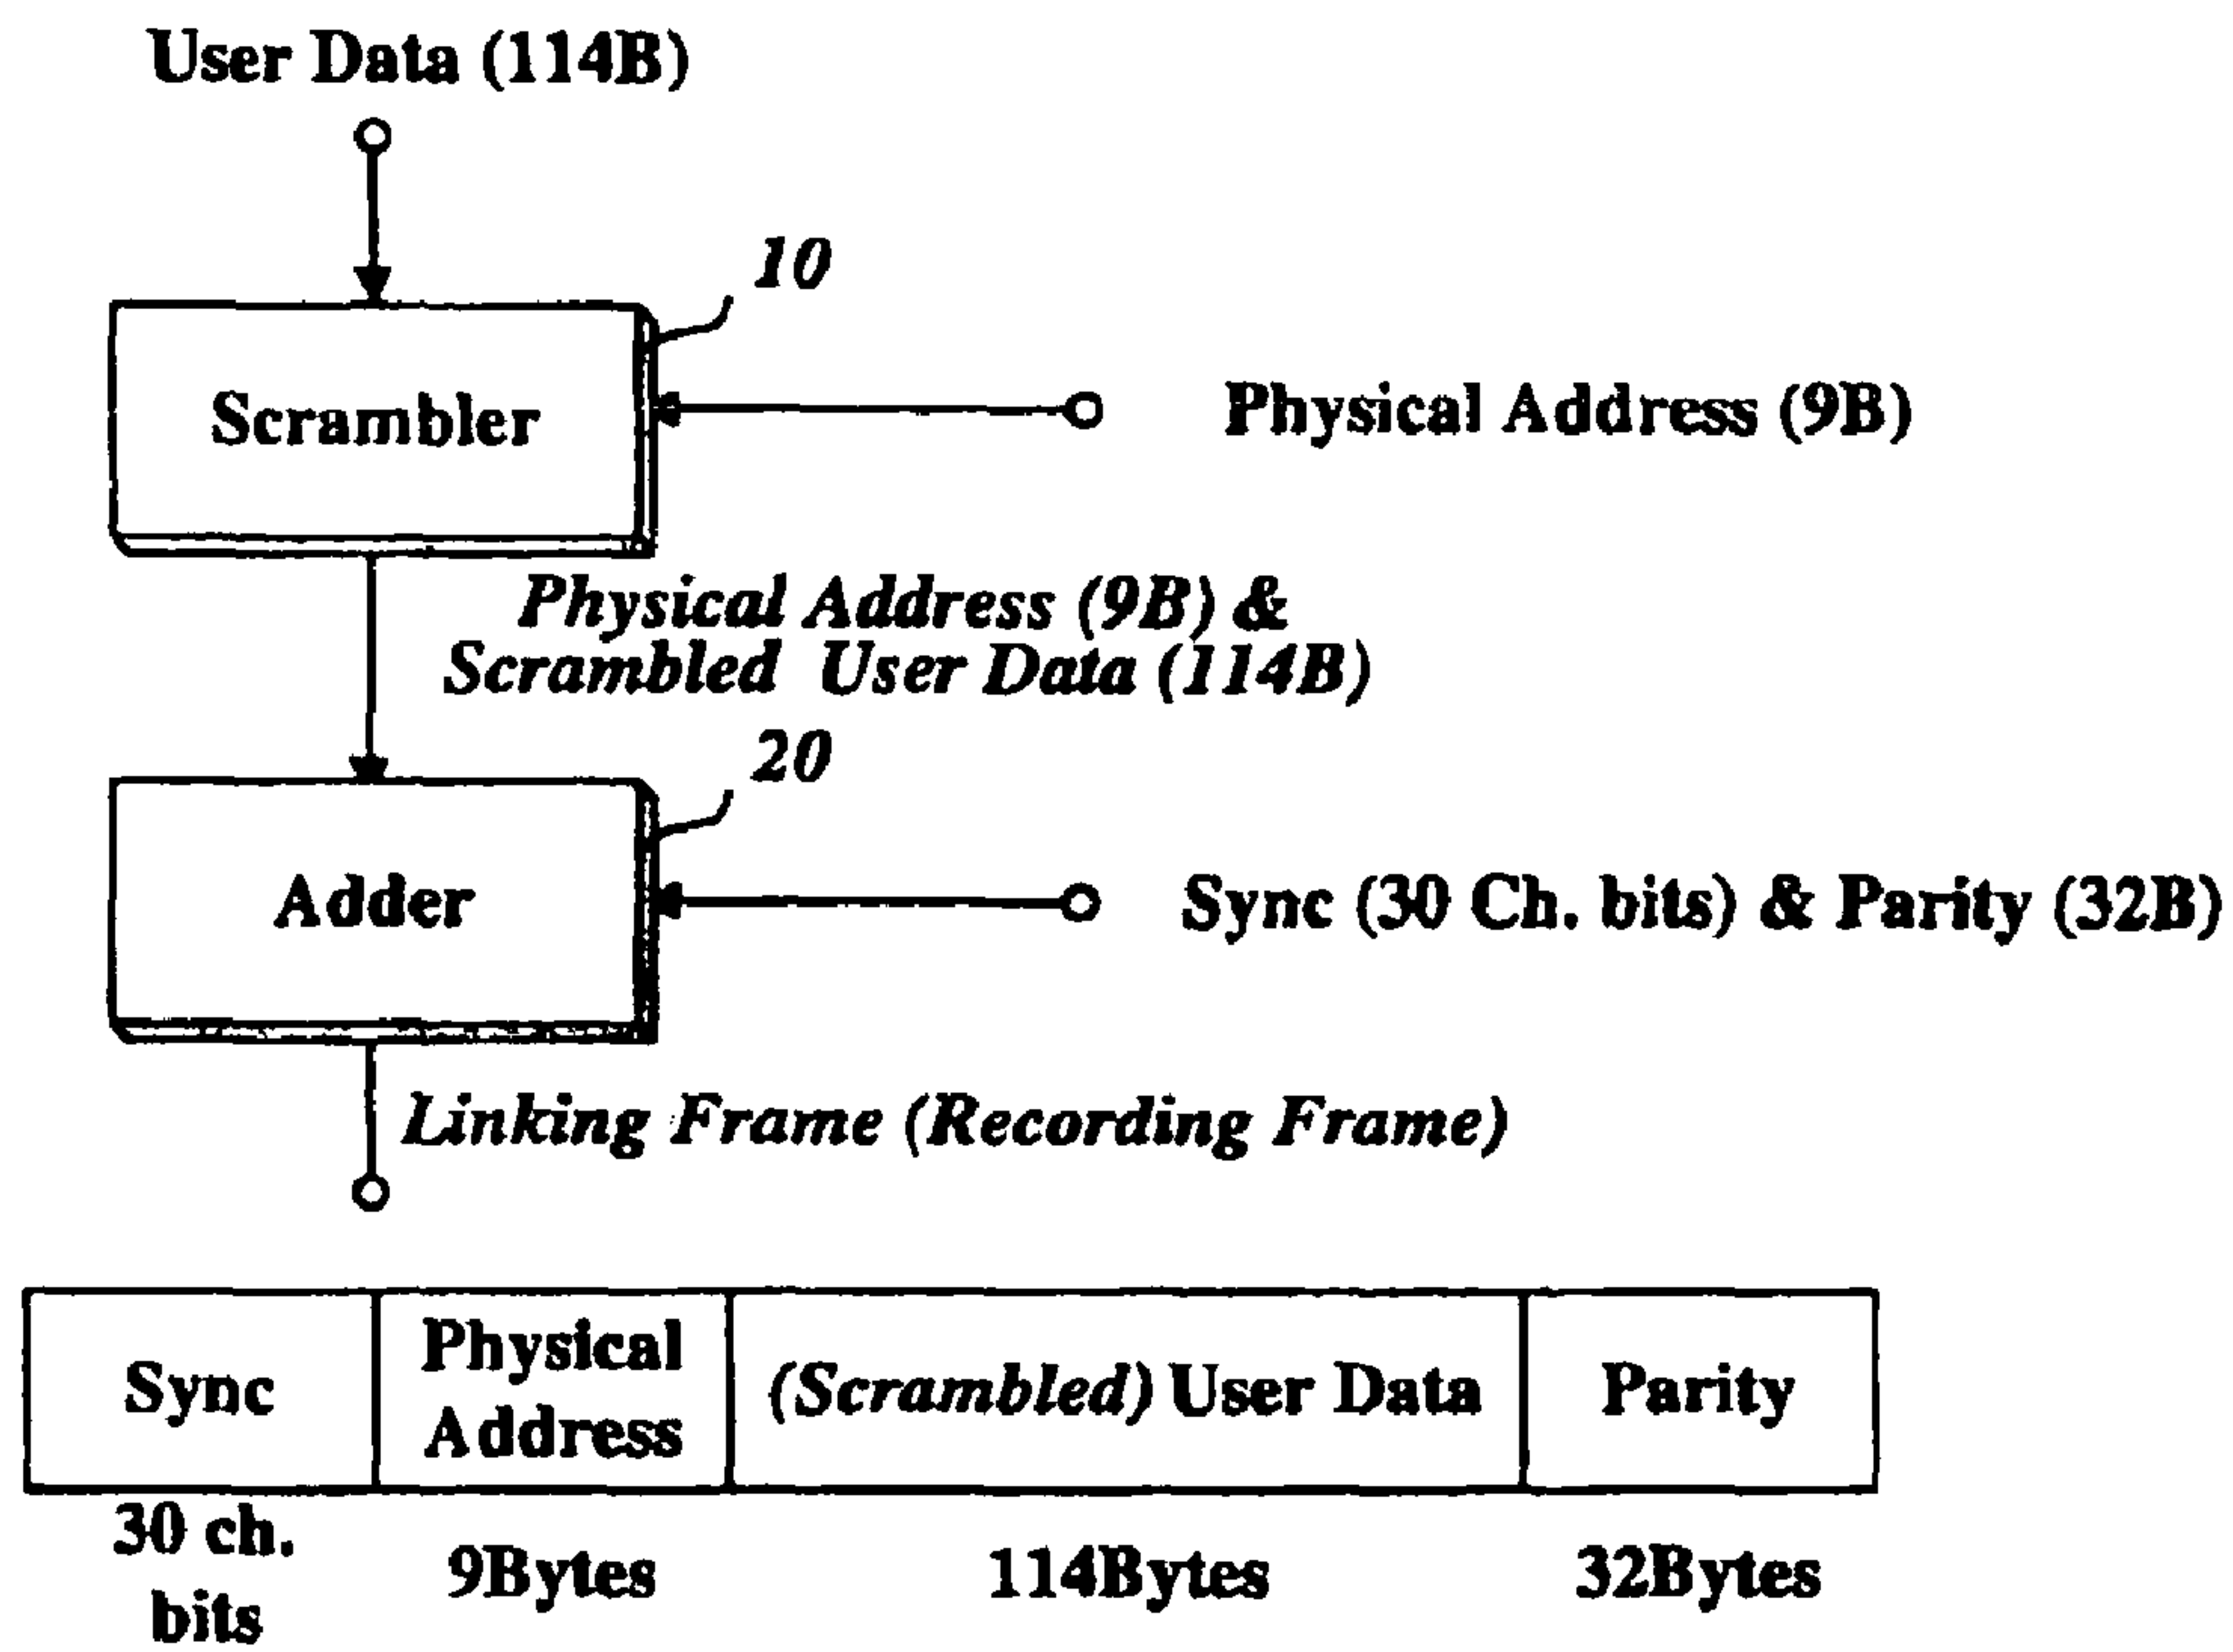 User Data (114B)
10
Scrambler
Physical Address (9B)
Physical Address (9B) &
Scrambled User Data (114B)
20
Adder
Sync (30 Ch. bits) & Parity (32B)
Linking Frame (Recording Frame)
Sync
Physical
Address
(Scrambled) User Data
Parity
30 ch.
bits
9Bytes
114Bytes
32Bytes